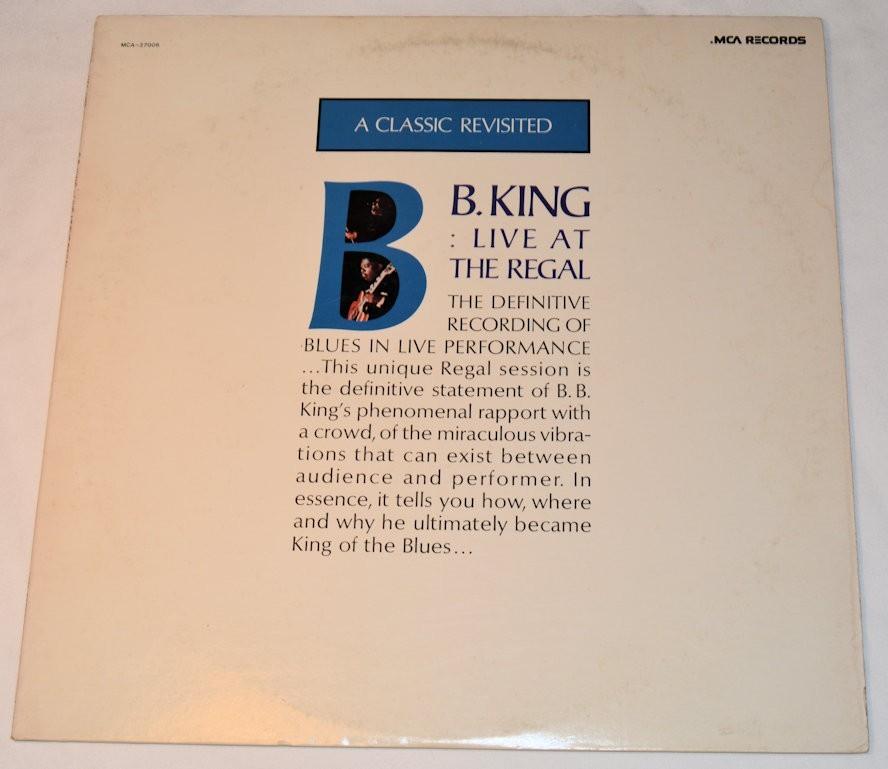 MCA-27006
.MCA RECORDS
A CLASSIC REVISITED
B B. KING
: LIVE AT
THE REGAL
THE DEFINITIVE
RECORDING OF
BLUES IN LIVE PERFORMANCE
...This unique Regal session is
the definitive statement of B. B.
King's phenomenal rapport with
a crowd, of the miraculous vibra-
tions that can exist between
audience and performer. In
essence, it tells you how, where
and why he ultimately became
King of the Blues...